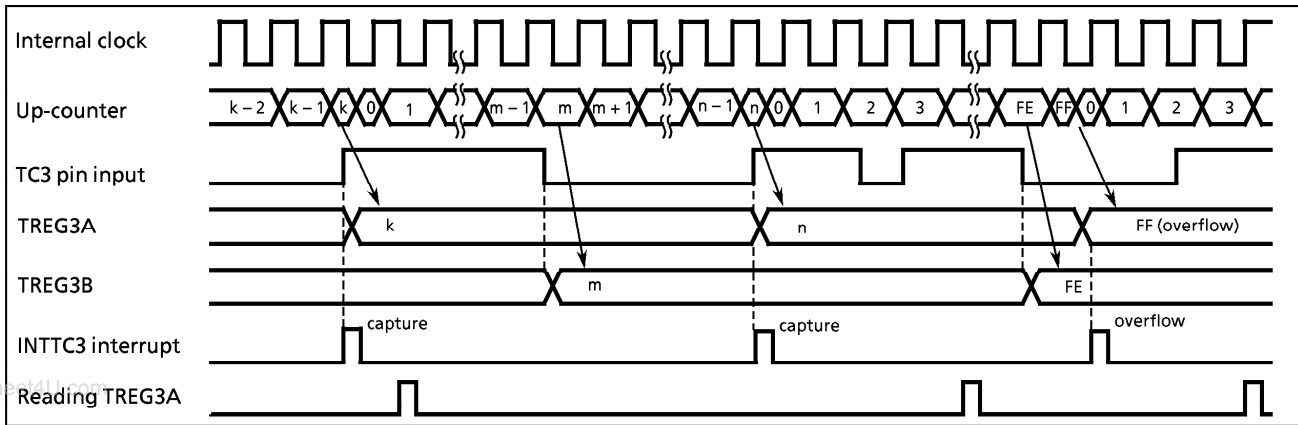 Internal clock
Up-counter k – 2 k – 1 k 0 1 m – 1 m m + 1 n – 1 n 0 1 2 3 FE FF 0 1 2 3
TC3 pin input
TREG3A k n FF (overflow)
TREG3B m FE
INTTC3 interrupt capture capture overflow
Reading TREG3A